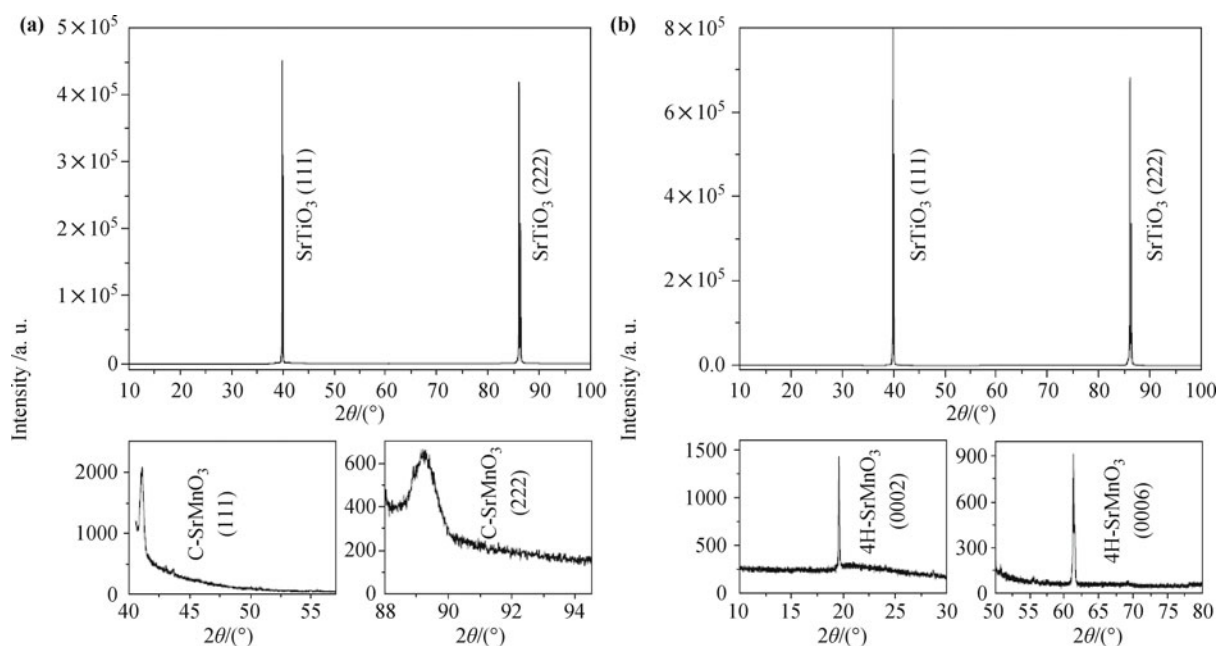 (a)
5×10⁵
4×10⁵
3×10⁵
2×10⁵
1×10⁵
0
SrTiO₃ (111)
SrTiO₃ (222)
10 20 30 40 50 60 70 80 90 100
2θ/(°)
Intensity /a. u.
2000
1000
0
C-SrMnO₃
(111)
40 45 50 55
2θ/(°)
600
400
200
0
C-SrMnO₃
(222)
88 90 92 94
2θ/(°)
(b)
8×10⁵
6×10⁵
4×10⁵
2×10⁵
0.0
SrTiO₃ (111)
SrTiO₃ (222)
10 20 30 40 50 60 70 80 90 100
2θ/(°)
Intensity /a. u.
1500
1000
500
250
0
4H-SrMnO₃
(0002)
10 15 20 25 30
2θ/(°)
900
600
300
0
4H-SrMnO₃
(0006)
50 55 60 65 70 75 80
2θ/(°)